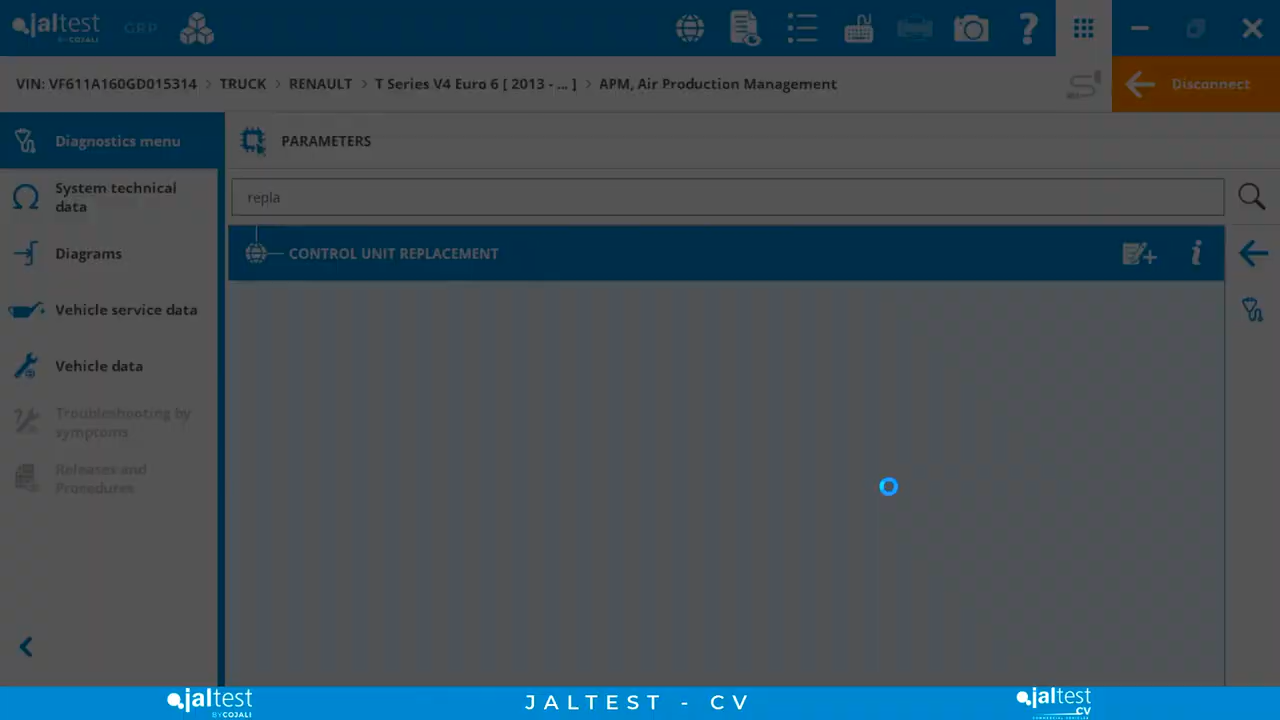 jaltest
BY COJALI
GRP
VIN: VF611A160GD015314 > TRUCK > RENAULT > T Series V4 Euro 6 [ 2013 - ... ] > APM, Air Production Management
Disconnect
Diagnostics menu
PARAMETERS
System technical
data
repla
Diagrams
CONTROL UNIT REPLACEMENT
Vehicle service data
Vehicle data
Troubleshooting by
symptoms
Releases and
Procedures
jaltest
BY COJALI
JALTEST - CV
jaltest
CV
COMMERCIAL VEHICLES